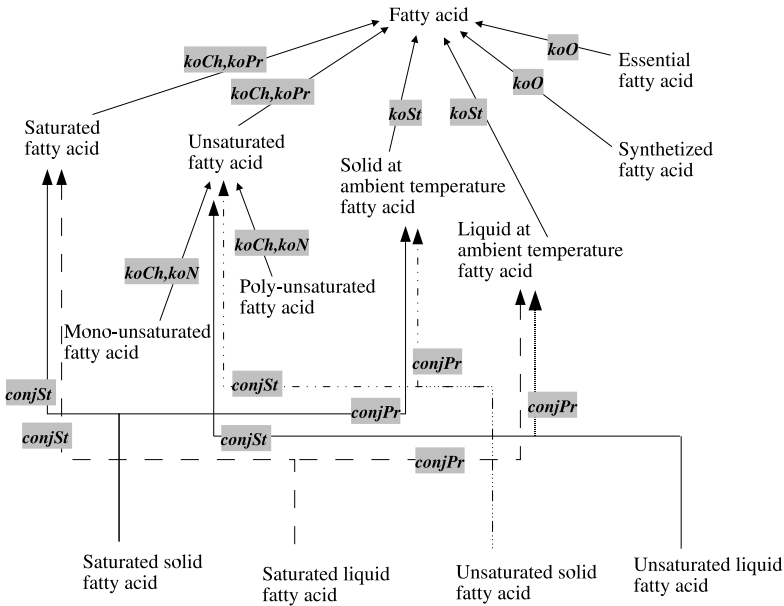 Fatty acid
koO
Essential
fatty acid
koCh,koPr
koCh,koPr
koO
koSt
koSt
Saturated
fatty acid
Unsaturated
fatty acid
Synthetized
fatty acid
Solid at
ambient temperature
fatty acid
Liquid at
ambient temperature
fatty acid
koCh,koN
koCh,koN
Poly-unsaturated
fatty acid
Mono-unsaturated
fatty acid
conjPr
conjSt
conjSt
conjPr
conjPr
conjSt
conjSt
conjPr
Saturated solid
fatty acid
Saturated liquid
fatty acid
Unsaturated solid
fatty acid
Unsaturated liquid
fatty acid